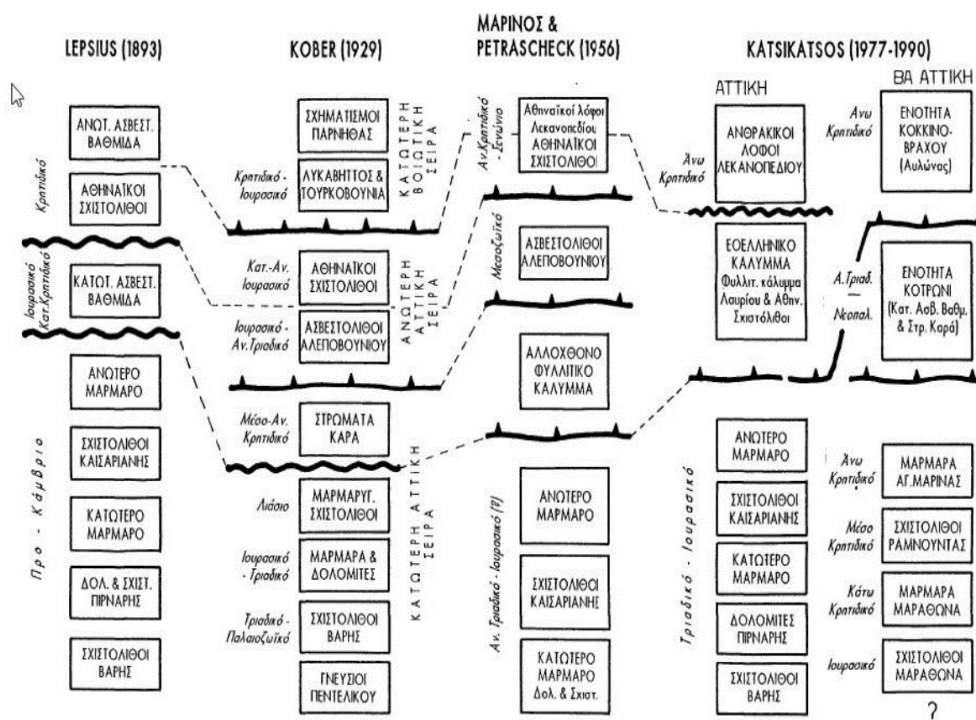 LEPSIUS (1893)
ΑΝΩΤ. ΑΣΒΕΣΤ.
ΒΑΘΜΙΔΑ
Κρητιδικό
ΑΘΗΝΑΪΚΟΙ
ΣΧΙΣΤΟΛΙΘΟΙ
Ιουρασικό
Κατ.Κρητιδικό
ΚΑΤΩΤ. ΑΣΒΕΣΤ.
ΒΑΘΜΙΔΑ
Προ - Κάμβριο
ΑΝΩΤΕΡΟ
ΜΑΡΜΑΡΟ
ΣΧΙΣΤΟΛΙΘΟΙ
ΚΑΙΣΑΡΙΑΝΗΣ
ΚΑΤΩΤΕΡΟ
ΜΑΡΜΑΡΟ
ΔΟΛ. & ΣΧΙΣΤ.
ΠΙΡΝΑΡΗΣ
ΣΧΙΣΤΟΛΙΘΟΙ
ΒΑΡΗΣ
KOBER (1929)
ΣΧΗΜΑΤΙΣΜΟΙ
ΠΑΡΝΗΘΑΣ
Κρητιδικό -
Ιουρασικό
ΛΥΚΑΒΗΤΤΟΣ &
ΤΟΥΡΚΟΒΟΥΝΙΑ
ΚΑΤΩΤΕΡΗ
ΒΟΙΩΤΙΚΗ
ΣΕΙΡΑ
Κατ.-Αν.
Ιουρασικό
ΑΘΗΝΑΪΚΟΙ
ΣΧΙΣΤΟΛΙΘΟΙ
Ιουρασικό -
Αν.Τριαδικό
ΑΣΒΕΣΤΟΛΙΘΟΙ
ΑΛΕΠΟΒΟΥΝΙΟΥ
ΑΝΩΤΕΡΗ
ΑΤΤΙΚΗ
ΣΕΙΡΑ
Μέσο-Αν.
Κρητιδικό
ΣΤΡΩΜΑΤΑ
ΚΑΡΑ
Λιάσιο
ΜΑΡΜΑΡΥΓ.
ΣΧΙΣΤΟΛΙΘΟΙ
Ιουρασικό
- Τριαδικό
ΜΑΡΜΑΡΑ &
ΔΟΛΟΜΙΤΕΣ
Τριαδικό-
Παλαιοζωϊκό
ΣΧΙΣΤΟΛΙΘΟΙ
ΒΑΡΗΣ
ΓΝΕΥΣΙΟΙ
ΠΕΝΤΕΛΙΚΟΥ
ΚΑΤΩΤΕΡΗ ΑΤΤΙΚΗ
ΣΕΙΡΑ
ΜΑΡΙΝΟΣ &
PETRASCHECK (1956)
Αν.Κρητιδικό
-Σενώνιο
Αθηναϊκοί λόφοι
Λεκανοπεδίου
ΑΘΗΝΑΪΚΟΙ
ΣΧΙΣΤΟΛΙΘΟΙ
Μεσοζωϊκό
ΑΣΒΕΣΤΟΛΙΘΟΙ
ΑΛΕΠΟΒΟΥΝΙΟΥ
ΑΛΛΟΧΘΟΝΟ
ΦΥΛΛΙΤΙΚΟ
ΚΑΛΥΜΜΑ
Αν. Τριαδικό - Ιουρασικό (?)
ΑΝΩΤΕΡΟ
ΜΑΡΜΑΡΟ
ΣΧΙΣΤΟΛΙΘΟΙ
ΚΑΙΣΑΡΙΑΝΗΣ
ΚΑΤΩΤΕΡΟ
ΜΑΡΜΑΡΟ
Δολ. & Σχιστ.
KATSIKATSOS (1977-1990)
ΑΤΤΙΚΗ
Άνω
Κρητιδικό
ΑΝΘΡΑΚΙΚΟΙ
ΛΟΦΟΙ
ΛΕΚΑΝΟΠΕΔΙΟΥ
ΕΟΕΛΛΗΝΙΚΟ
ΚΑΛΥΜΜΑ
Φυλλιτ. κάλυμμα
Λαυρίου & Αθην.
Σχιστόλιθοι
Α.Τριαδ.
Νεοπαλ.
Τριαδικό - Ιουρασικό
ΑΝΩΤΕΡΟ
ΜΑΡΜΑΡΟ
ΣΧΙΣΤΟΛΙΘΟΙ
ΚΑΙΣΑΡΙΑΝΗΣ
ΚΑΤΩΤΕΡΟ
ΜΑΡΜΑΡΟ
ΔΟΛΟΜΙΤΕΣ
ΠΙΡΝΑΡΗΣ
ΣΧΙΣΤΟΛΙΘΟΙ
ΒΑΡΗΣ
ΒΑ ΑΤΤΙΚΗ
Ανω
Κρητιδικό
ΕΝΟΤΗΤΑ
ΚΟΚΚΙΝΟ-
ΒΡΑΧΟΥ
(Αυλώνας)
ΕΝΟΤΗΤΑ
ΚΟΤΡΩΝΙ
(Κατ. Ασβ. Βαθμ.
& Στρ. Καρά)
Άνω
Κρητιδικό
ΜΑΡΜΑΡΑ
ΑΓ.ΜΑΡΙΝΑΣ
Μέσο
Κρητιδικό
ΣΧΙΣΤΟΛΙΘΟΙ
ΡΑΜΝΟΥΝΤΑΣ
Κάτω
Κρητιδικό
ΜΑΡΜΑΡΑ
ΜΑΡΑΘΩΝΑ
Ιουρασικό
ΣΧΙΣΤΟΛΙΘΟΙ
ΜΑΡΑΘΩΝΑ
?